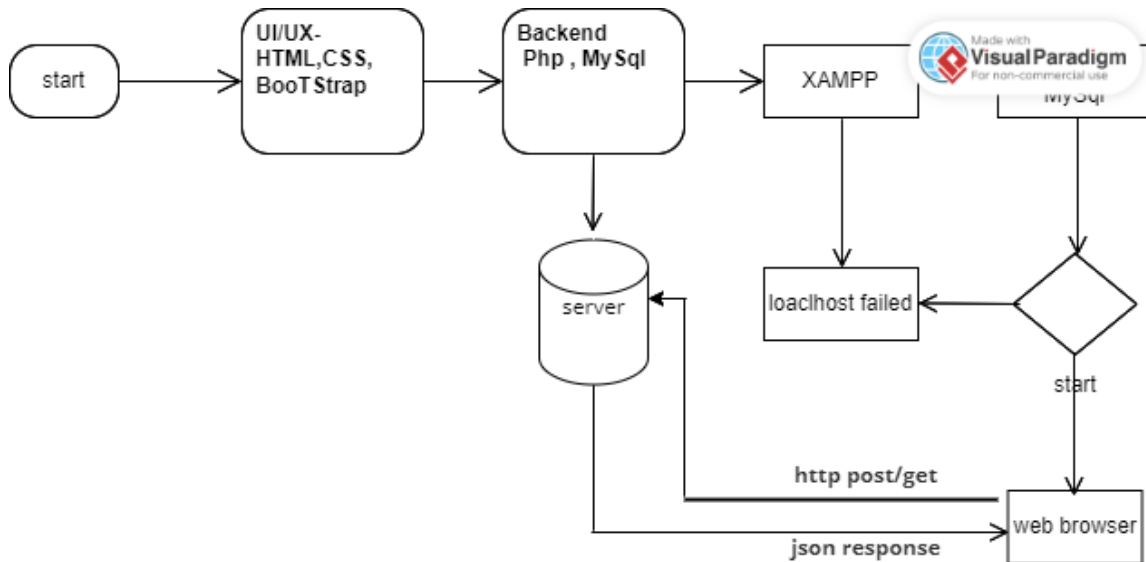 start
UI/UX-
HTML,CSS,
BooTStrap
Backend
Php , MySql
XAMPP
Made with
Visual Paradigm
For non-commercial use
MySql
server
loaclhost failed
start
http post/get
web browser
json response